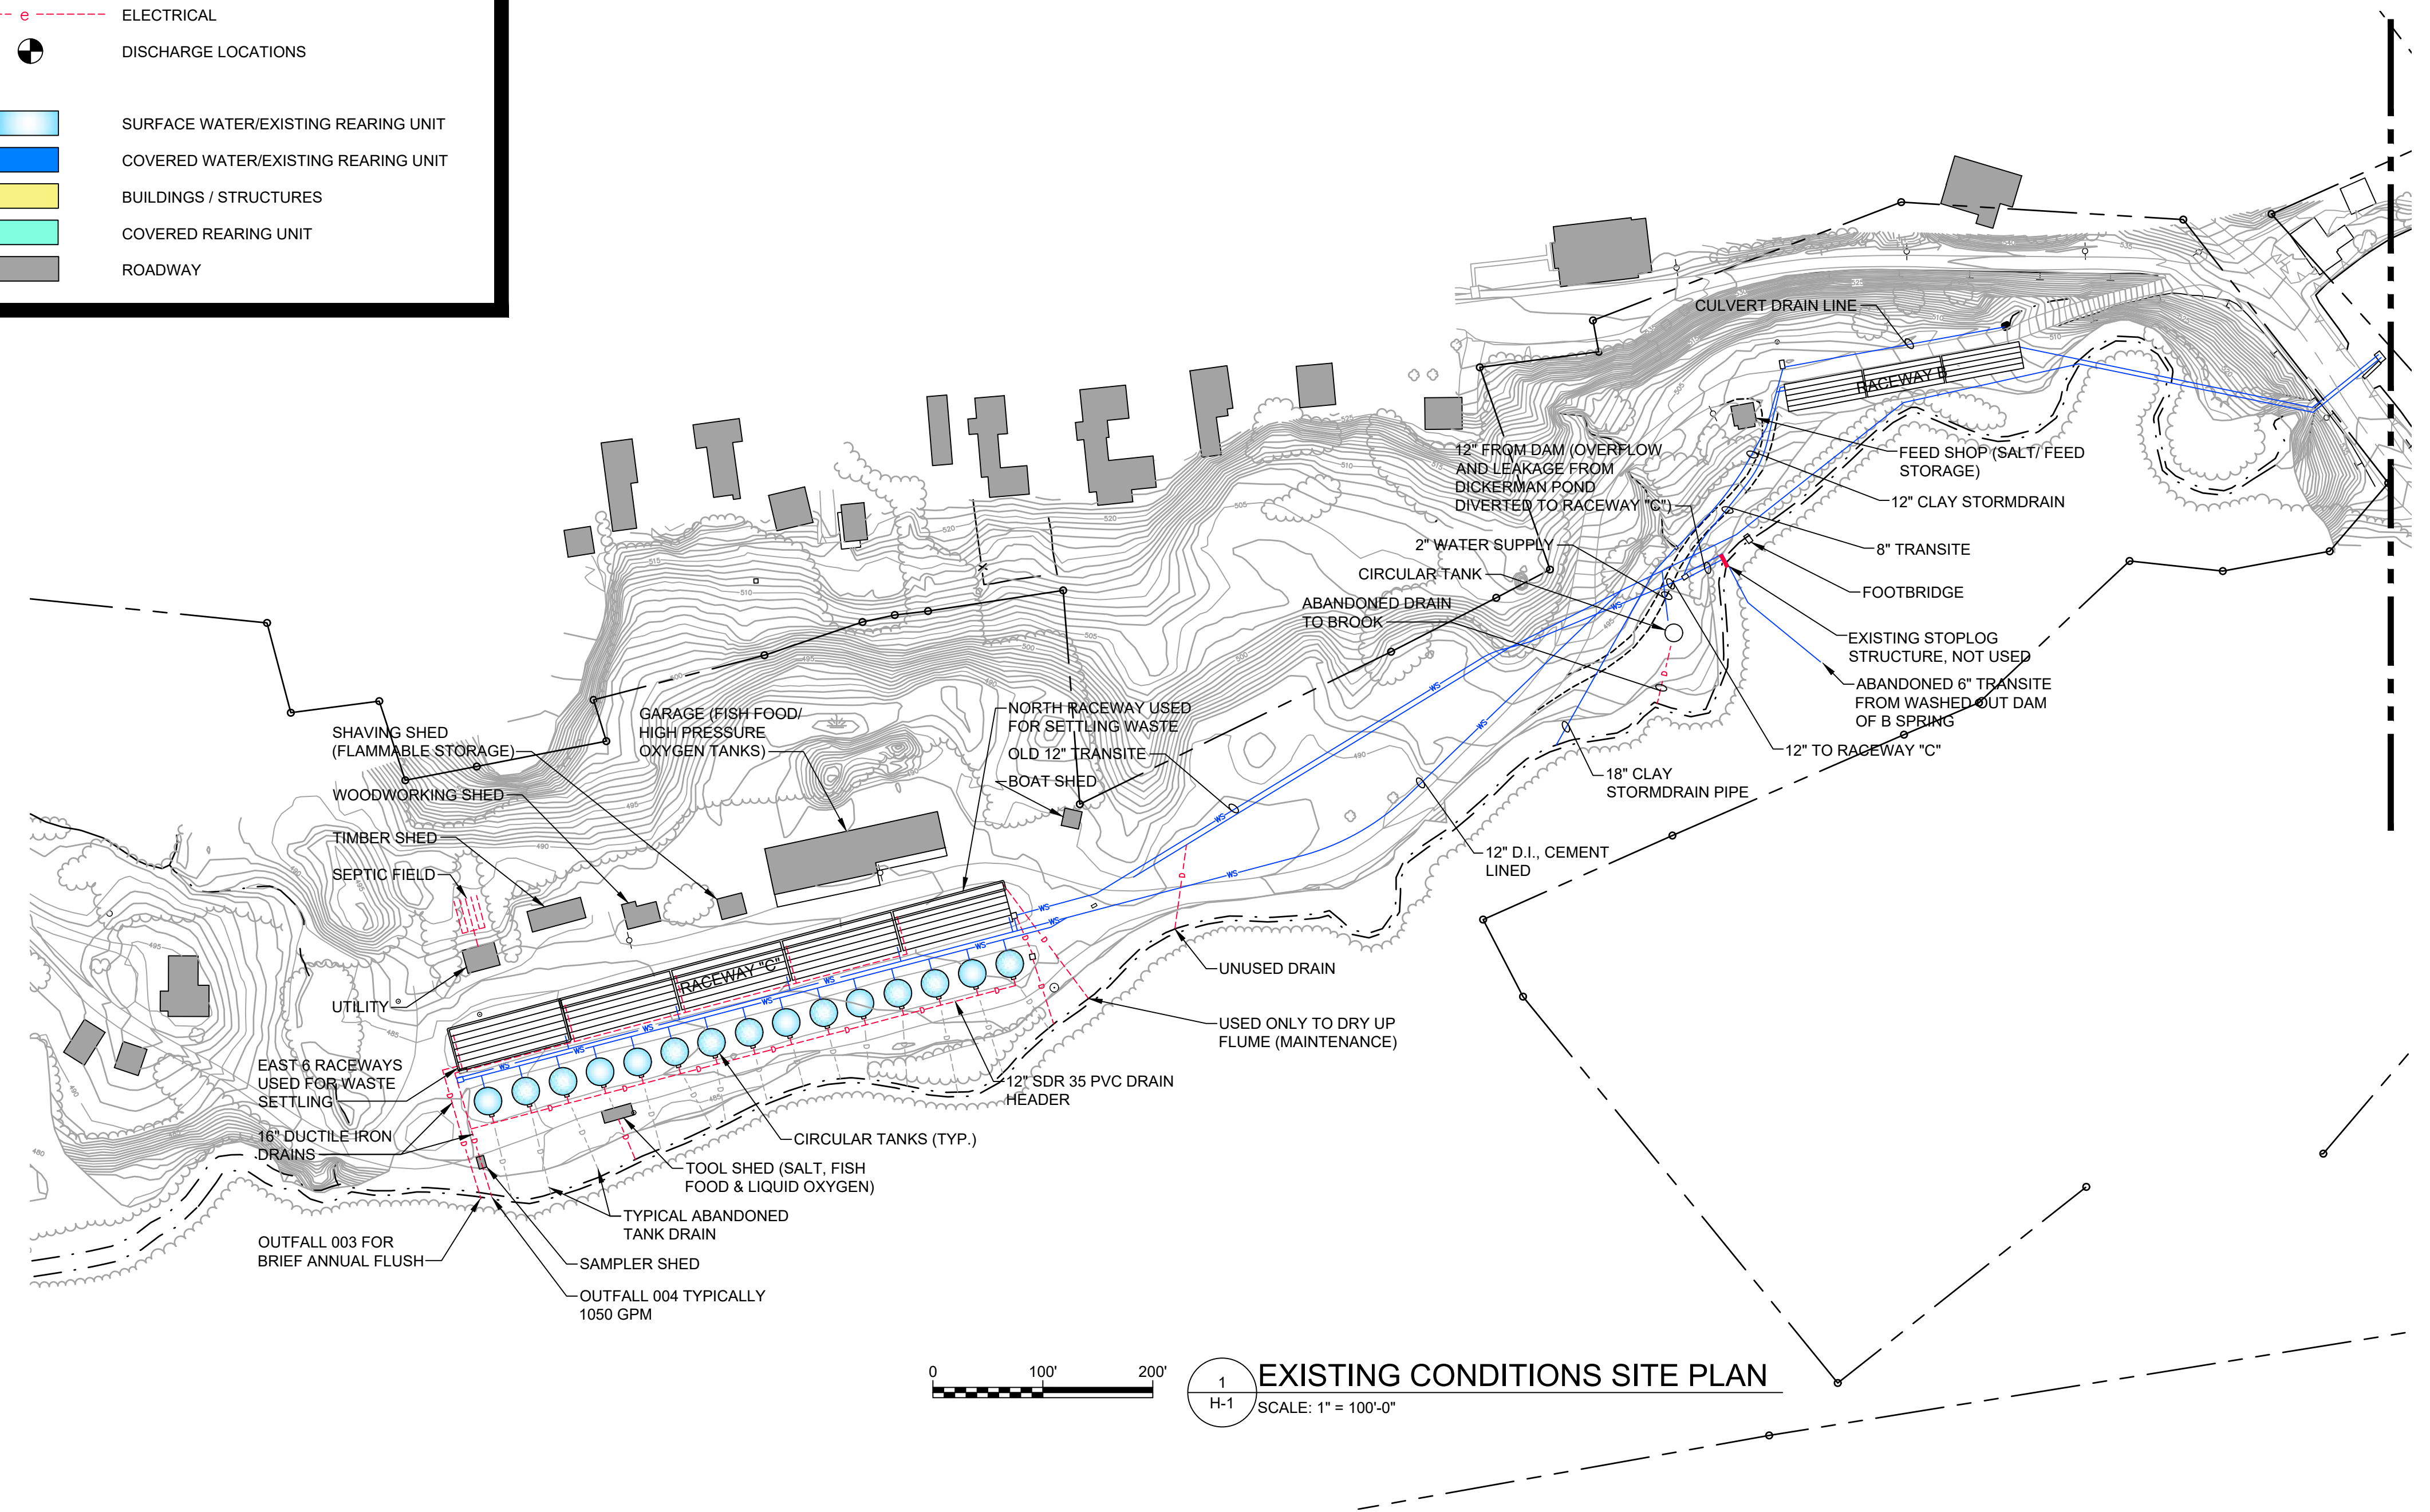 e
ELECTRICAL
DISCHARGE LOCATIONS
SURFACE WATER/EXISTING REARING UNIT
COVERED WATER/EXISTING REARING UNIT
BUILDINGS / STRUCTURES
COVERED REARING UNIT
ROADWAY
CULVERT DRAIN LINE
RACEWAY B
12" FROM DAM (OVERFLOW
AND LEAKAGE FROM
DICKERMAN POND
DIVERTED TO RACEWAY "C")
2" WATER SUPPLY
CIRCULAR TANK
ABANDONED DRAIN
TO BROOK
FEED SHOP (SALT/ FEED
STORAGE)
12" CLAY STORMDRAIN
8" TRANSITE
FOOTBRIDGE
EXISTING STOPLOG
STRUCTURE, NOT USED
ABANDONED 6" TRANSITE
FROM WASHED OUT DAM
OF B SPRING
12" TO RACEWAY "C"
18" CLAY
STORMDRAIN PIPE
12" D.I., CEMENT
LINED
SHAVING SHED
(FLAMMABLE STORAGE)
GARAGE (FISH FOOD/
HIGH PRESSURE
OXYGEN TANKS)
NORTH RACEWAY USED
FOR SETTLING WASTE
OLD 12" TRANSITE
BOAT SHED
WOODWORKING SHED
TIMBER SHED
SEPTIC FIELD
UTILITY
RACEWAY "C"
UNUSED DRAIN
USED ONLY TO DRY UP
FLUME (MAINTENANCE)
12" SDR 35 PVC DRAIN
HEADER
EAST 6 RACEWAYS
USED FOR WASTE
SETTLING
16" DUCTILE IRON
DRAINS
CIRCULAR TANKS (TYP.)
TOOL SHED (SALT, FISH
FOOD & LIQUID OXYGEN)
TYPICAL ABANDONED
TANK DRAIN
SAMPLER SHED
OUTFALL 003 FOR
BRIEF ANNUAL FLUSH
OUTFALL 004 TYPICALLY
1050 GPM
0 100' 200'
1
H-1
EXISTING CONDITIONS SITE PLAN
SCALE: 1" = 100'-0"